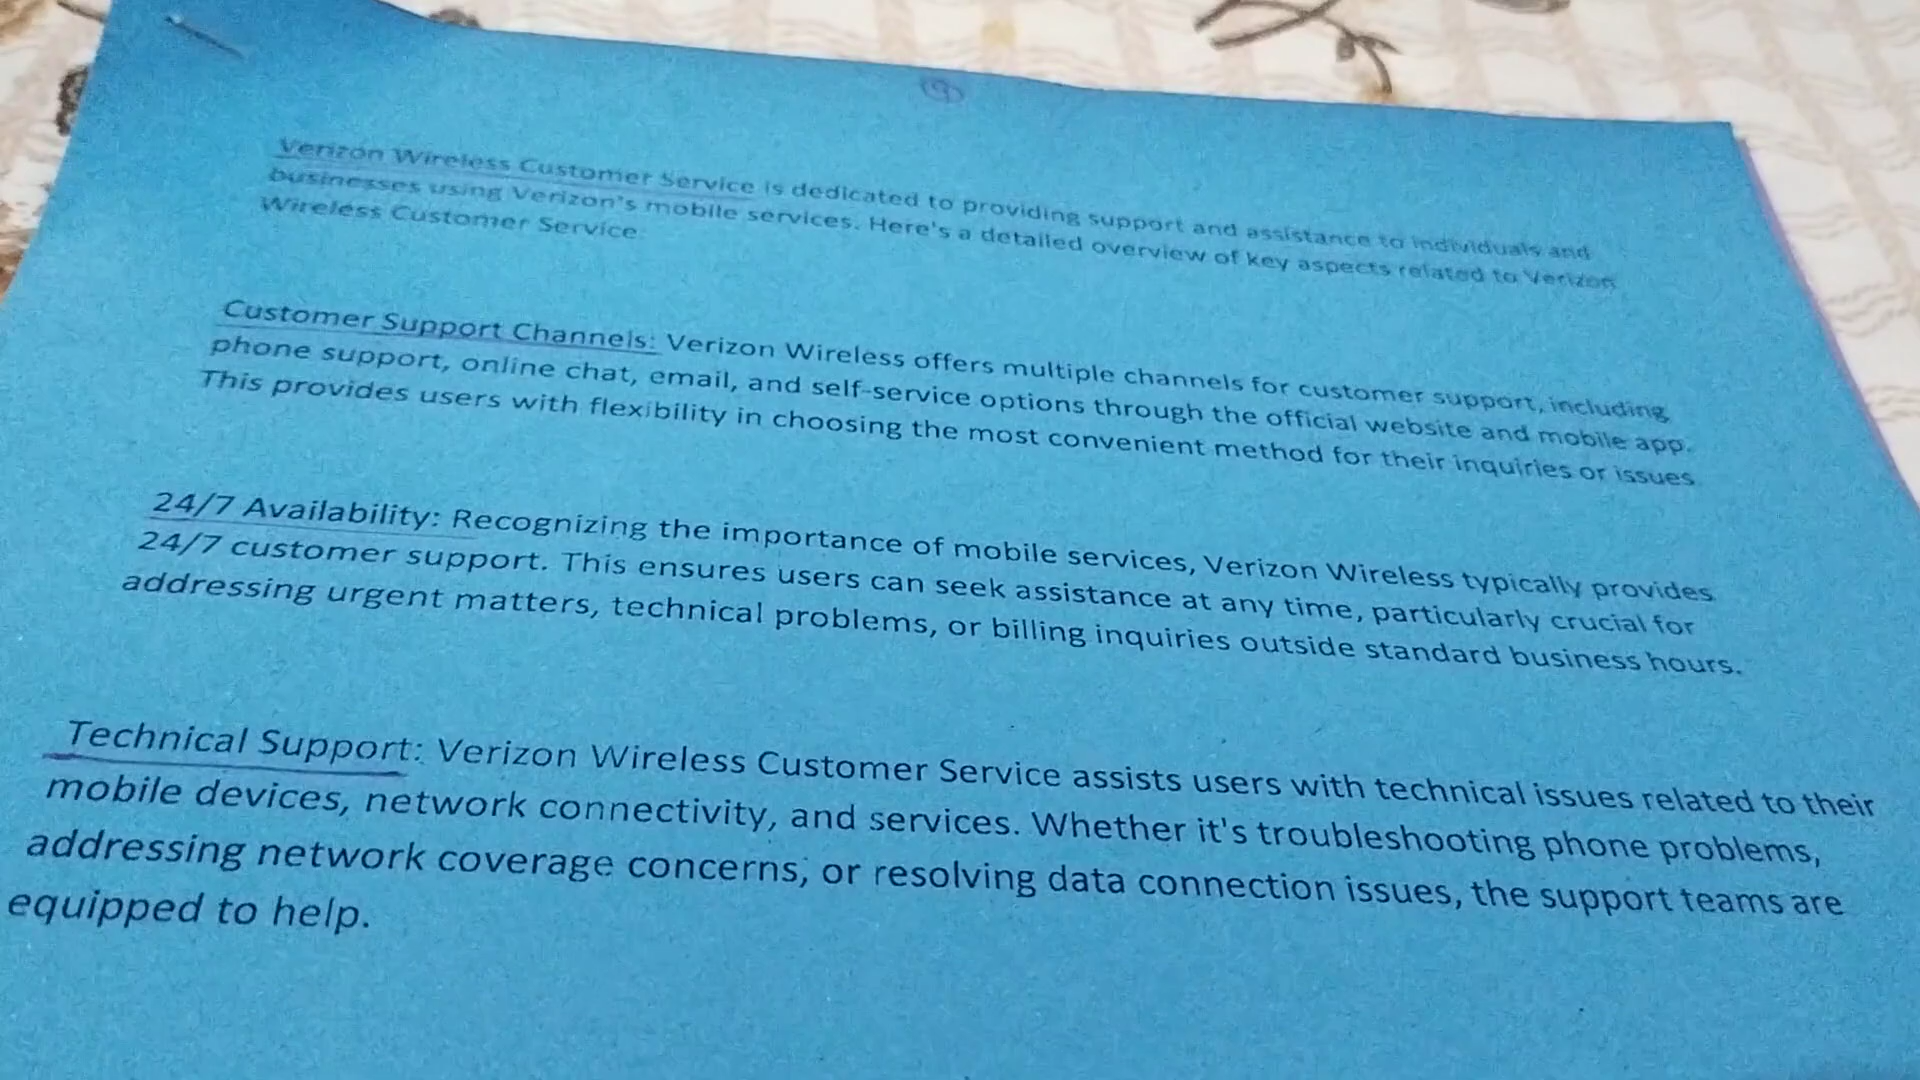 Verizon Wireless Customer Service is dedicated to providing support and assistance to individuals and
businesses using Verizon's mobile services. Here's a detailed overview of key aspects related to Verizon
Wireless Customer Service:
Customer Support Channels: Verizon Wireless offers multiple channels for customer support, including
phone support, online chat, email, and self-service options through the official website and mobile app.
This provides users with flexibility in choosing the most convenient method for their inquiries or issues
24/7 Availability: Recognizing the importance of mobile services, Verizon Wireless typically provides
24/7 customer support. This ensures users can seek assistance at any time, particularly crucial for
addressing urgent matters, technical problems, or billing inquiries outside standard business hours.
Technical Support: Verizon Wireless Customer Service assists users with technical issues related to their
mobile devices, network connectivity, and services. Whether it's troubleshooting phone problems,
addressing network coverage concerns, or resolving data connection issues, the support teams are
equipped to help.